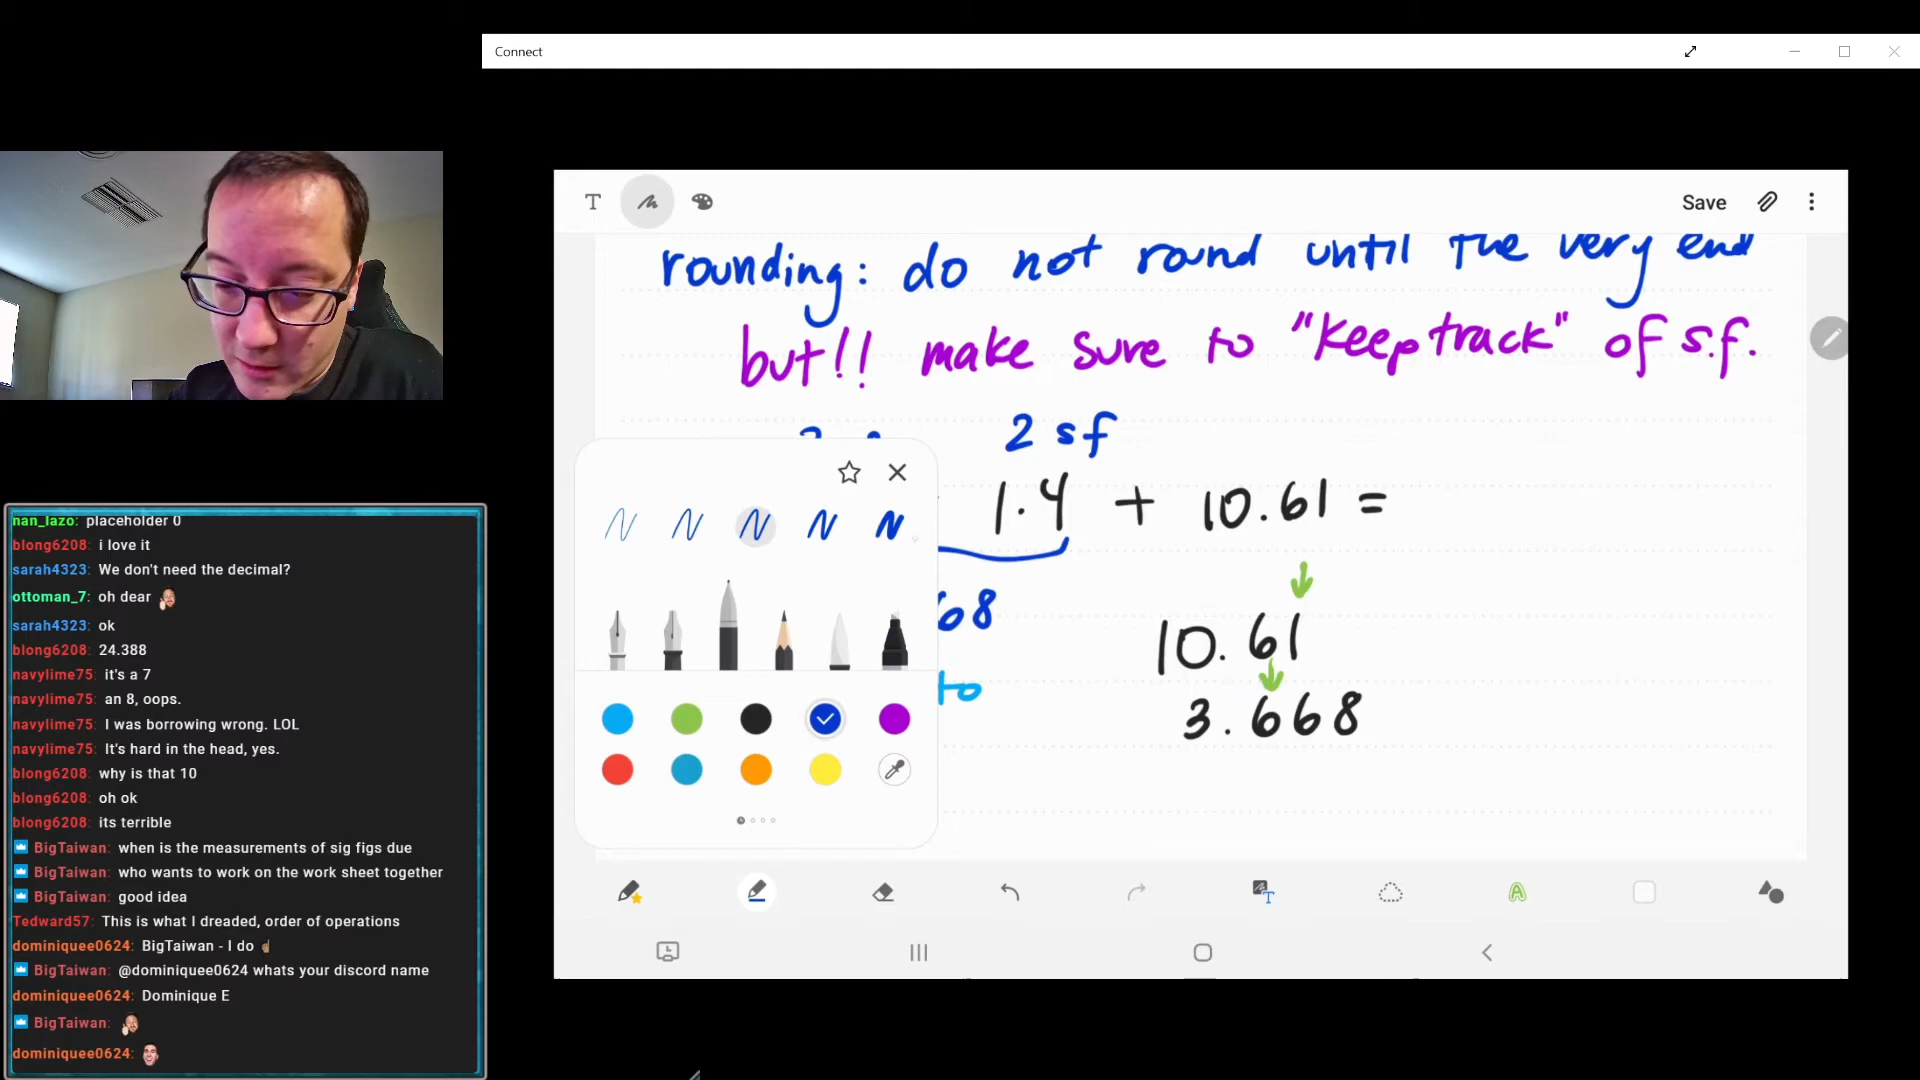 Connect
T
Save
rounding: do not round until the very end
but!! make sure to "keep track" of s.f.
2 sf
1.4 + 10.61 =
68
to
10.61
3.668
nan_lazo: placeholder 0
blong6208: i love it
sarah4323: We don't need the decimal?
ottoman_7: oh dear
sarah4323: ok
blong6208: 24.388
navylime75: it's a 7
navylime75: an 8, oops.
navylime75: I was borrowing wrong. LOL
navylime75: It's hard in the head, yes.
blong6208: why is that 10
blong6208: oh ok
blong6208: its terrible
BigTaiwan: when is the measurements of sig figs due
BigTaiwan: who wants to work on the work sheet together
BigTaiwan: good idea
Tedward57: This is what I dreaded, order of operations
dominiquee0624: BigTaiwan - I do
BigTaiwan: @dominiquee0624 whats your discord name
dominiquee0624: Dominique E
BigTaiwan:
dominiquee0624: